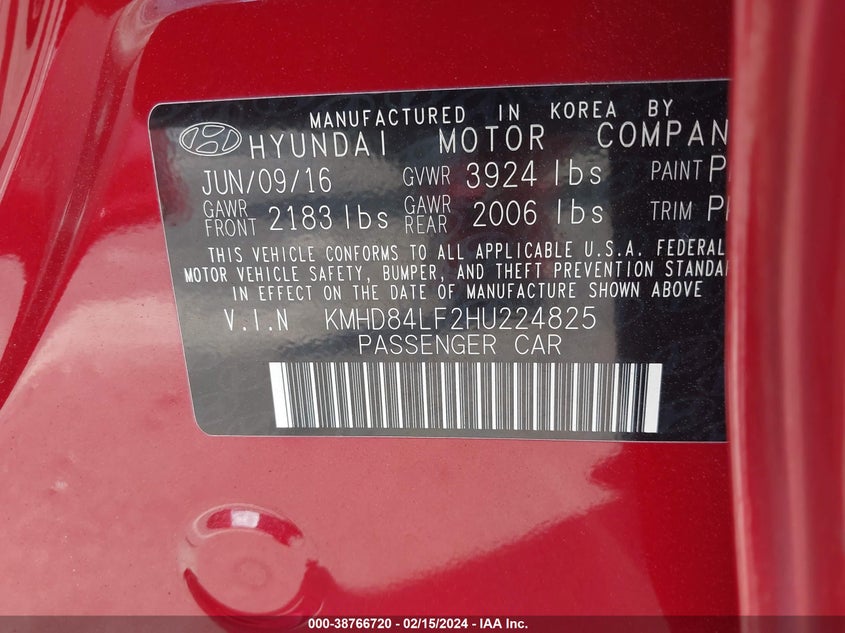 MANUFACTURED IN KOREA BY
HYUNDAI MOTOR COMPAN
JUN/09/16 GVWR 3924 lbs PAINT P
GAWR FRONT 2183 lbs GAWR REAR 2006 lbs TRIM P
THIS VEHICLE CONFORMS TO ALL APPLICABLE U.S.A. FEDERAL
MOTOR VEHICLE SAFETY, BUMPER, AND THEFT PREVENTION STANDA
IN EFFECT ON THE DATE OF MANUFACTURE SHOWN ABOVE
V.I.N KMHD84LF2HU224825
PASSENGER CAR
000-38766720 - 02/15/2024 - IAA Inc.